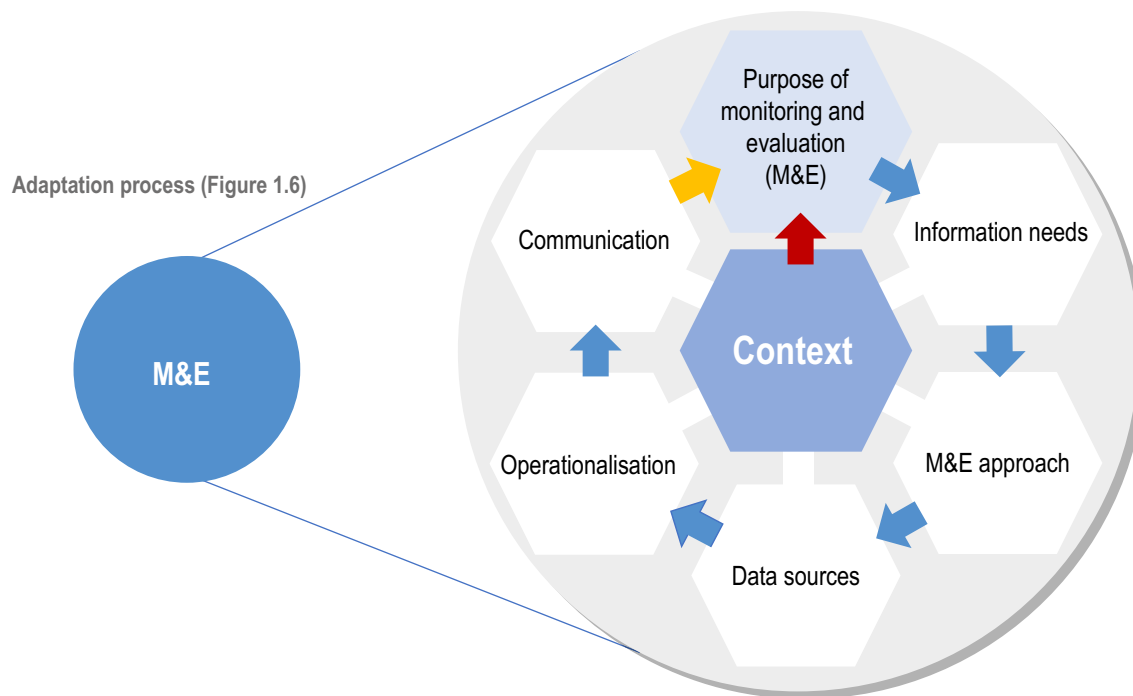 Adaptation process (Figure 1.6)
M&E
Purpose of
monitoring and
evaluation
(M&E)
Information needs
M&E approach
Data sources
Operationalisation
Communication
Context